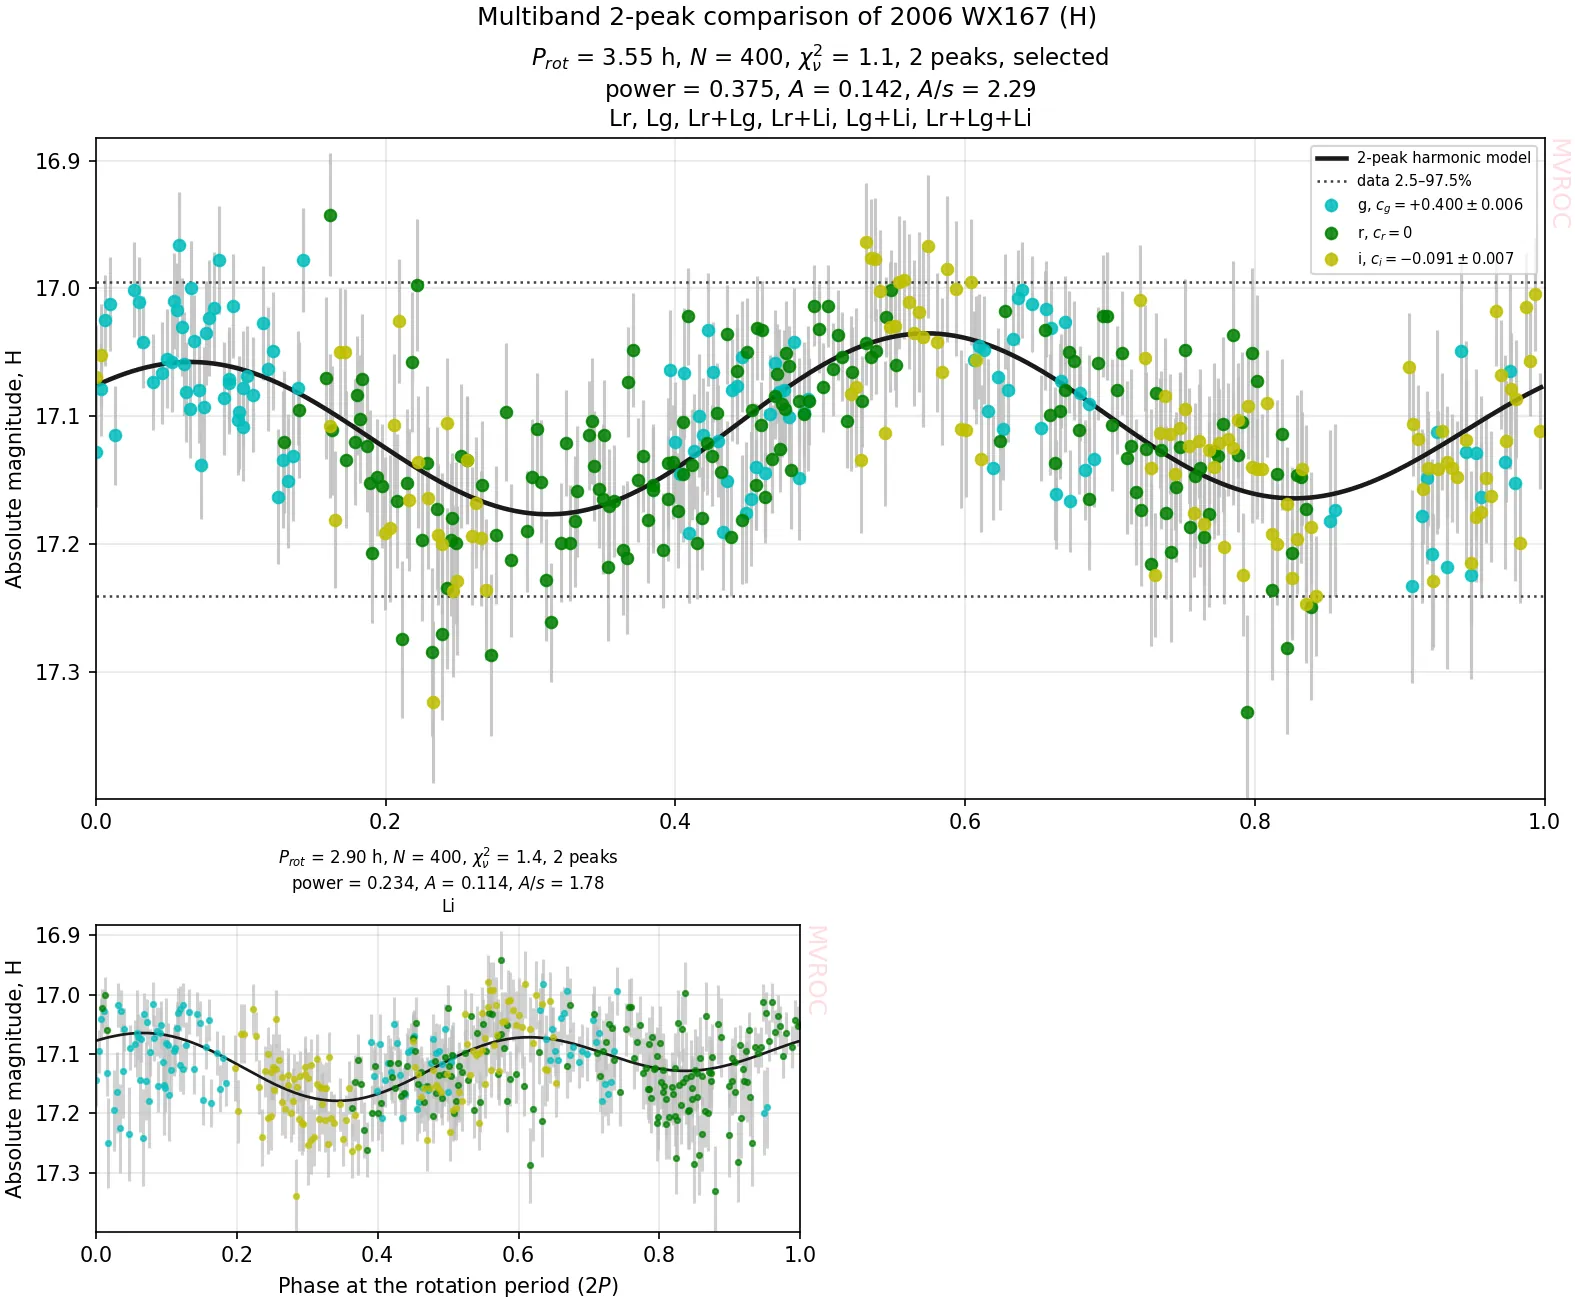 Multiband 2-peak comparison of 2006 WX167 (H)
P_rot = 3.55 h, N = 400, χ²_ν = 1.1, 2 peaks, selected
power = 0.375, A = 0.142, A/s = 2.29
Lr, Lg, Lr+Lg, Lr+Li, Lg+Li, Lr+Lg+Li
16.9
17.0
17.1
17.2
17.3
Absolute magnitude, H
2-peak harmonic model
data 2.5–97.5%
g, c_g = +0.400 ± 0.006
r, c_r = 0
i, c_i = −0.091 ± 0.007
MVROC
0.0 0.2 0.4 0.6 0.8 1.0
P_rot = 2.90 h, N = 400, χ²_ν = 1.4, 2 peaks
power = 0.234, A = 0.114, A/s = 1.78
Li
16.9
17.0
17.1
17.2
17.3
Absolute magnitude, H
MVROC
0.0 0.2 0.4 0.6 0.8 1.0
Phase at the rotation period (2P)